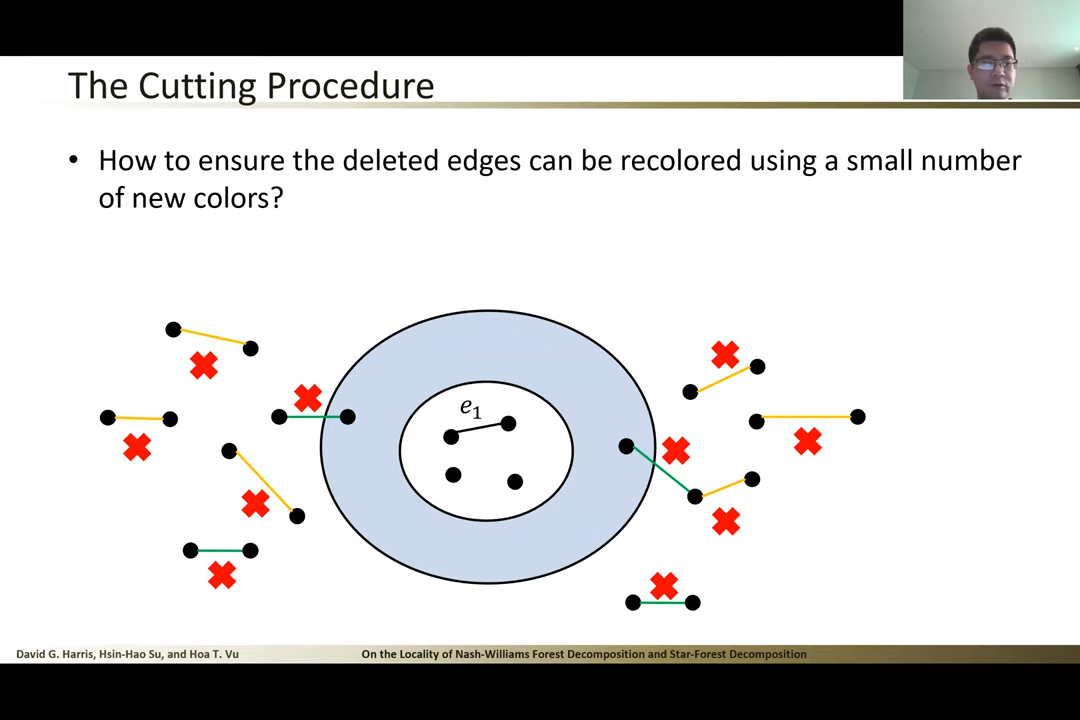 The Cutting Procedure
• How to ensure the deleted edges can be recolored using a small number
of new colors?
e₁
David G. Harris, Hsin-Hao Su, and Hoa T. Vu
On the Locality of Nash-Williams Forest Decomposition and Star-Forest Decomposition